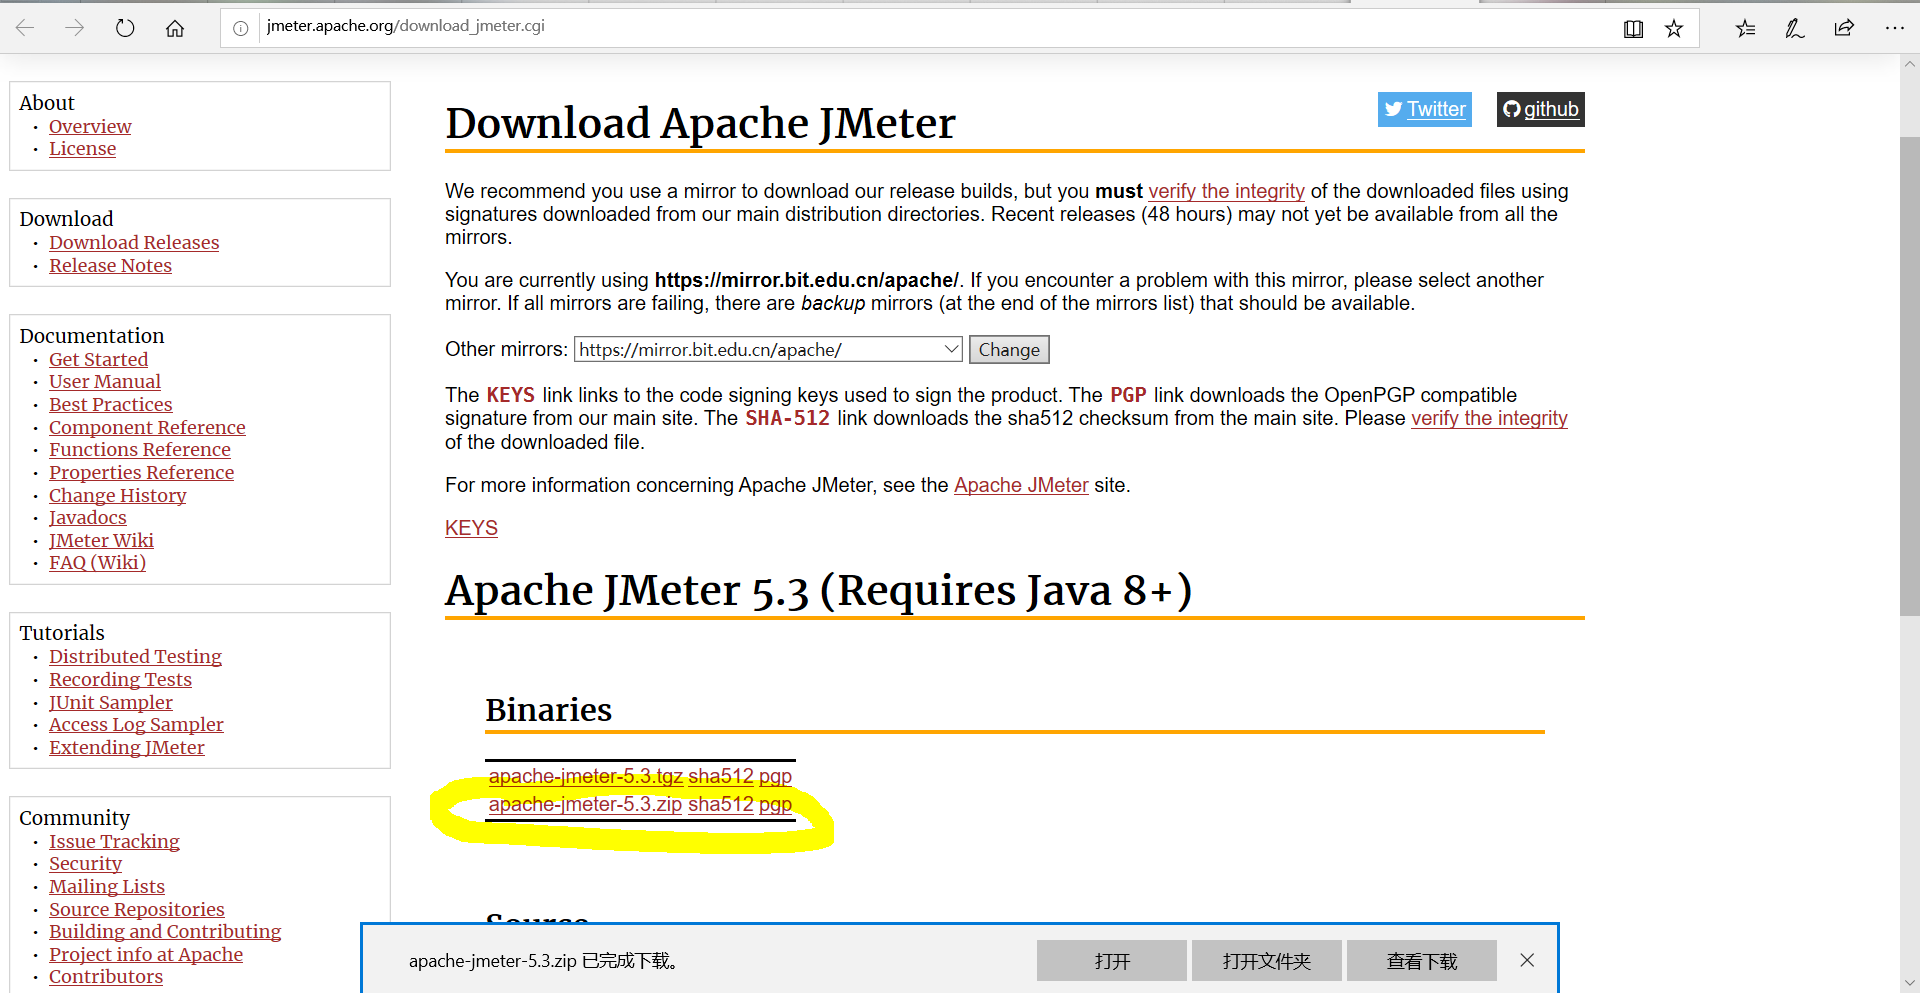 jmeter.apache.org/download_jmeter.cgi
About
Overview
License
Download
Download Releases
Release Notes
Documentation
Get Started
User Manual
Best Practices
Component Reference
Functions Reference
Properties Reference
Change History
Javadocs
JMeter Wiki
FAQ (Wiki)
Tutorials
Distributed Testing
Recording Tests
JUnit Sampler
Access Log Sampler
Extending JMeter
Community
Issue Tracking
Security
Mailing Lists
Source Repositories
Building and Contributing
Project info at Apache
Contributors
Twitter
github
Download Apache JMeter
We recommend you use a mirror to download our release builds, but you must verify the integrity of the downloaded files using
signatures downloaded from our main distribution directories. Recent releases (48 hours) may not yet be available from all the
mirrors.
You are currently using https://mirror.bit.edu.cn/apache/. If you encounter a problem with this mirror, please select another
mirror. If all mirrors are failing, there are backup mirrors (at the end of the mirrors list) that should be available.
Other mirrors: https://mirror.bit.edu.cn/apache/ Change
The KEYS link links to the code signing keys used to sign the product. The PGP link downloads the OpenPGP compatible
signature from our main site. The SHA-512 link downloads the sha512 checksum from the main site. Please verify the integrity
of the downloaded file.
For more information concerning Apache JMeter, see the Apache JMeter site.
KEYS
Apache JMeter 5.3 (Requires Java 8+)
Binaries
apache-jmeter-5.3.tgz sha512 pgp
apache-jmeter-5.3.zip sha512 pgp
Source
apache-jmeter-5.3.zip 已完成下载。
打开
打开文件夹
查看下载